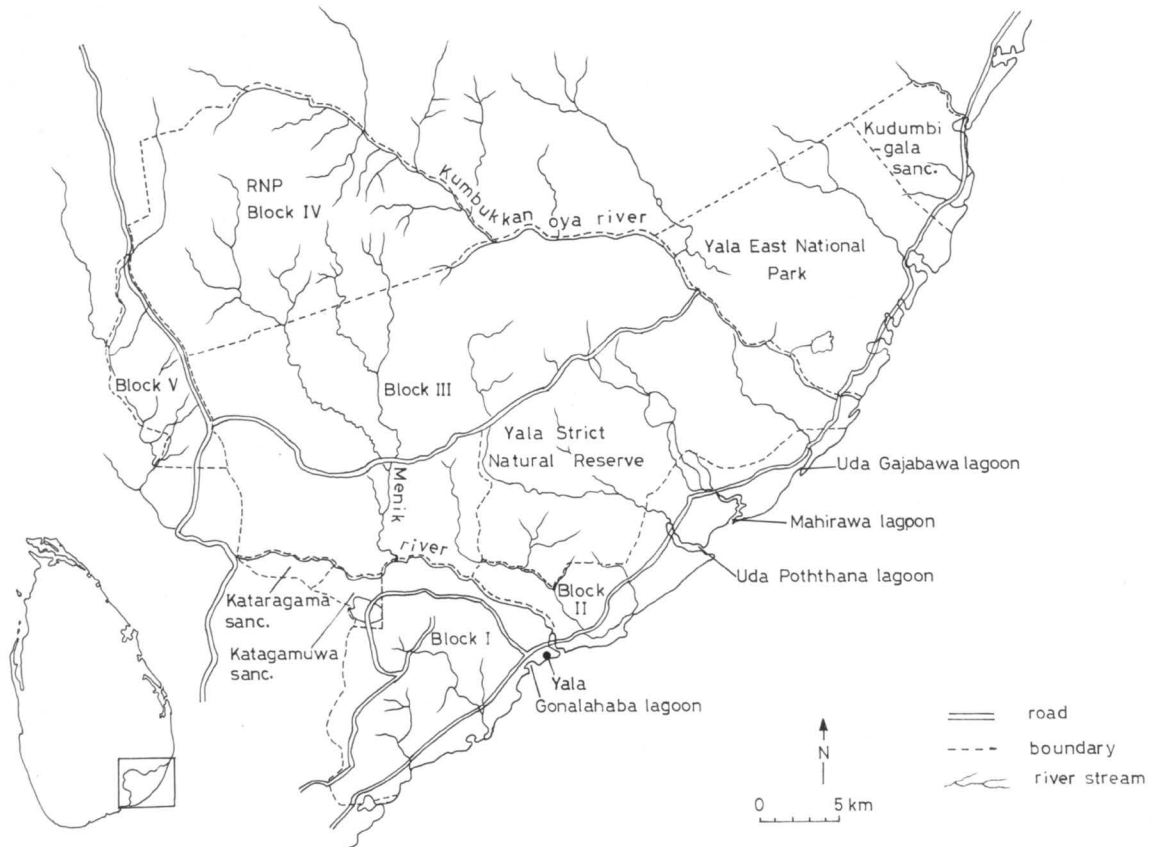 Kudumbi
-gala
sanc.
RNP
Block IV
Kumbukkan oya river
Yala East National
Park
Block V
Block III
Yala Strict
Natural Reserve
Menik
river
Uda Gajabawa lagoon
Mahirawa lagpon
Uda Poththana lagoon
Kataragama
sanc.
Katagamuwa
sanc.
Block
II
Block I
Yala
Gonalahaba lagoon
N
0 5 km
road
boundary
river stream